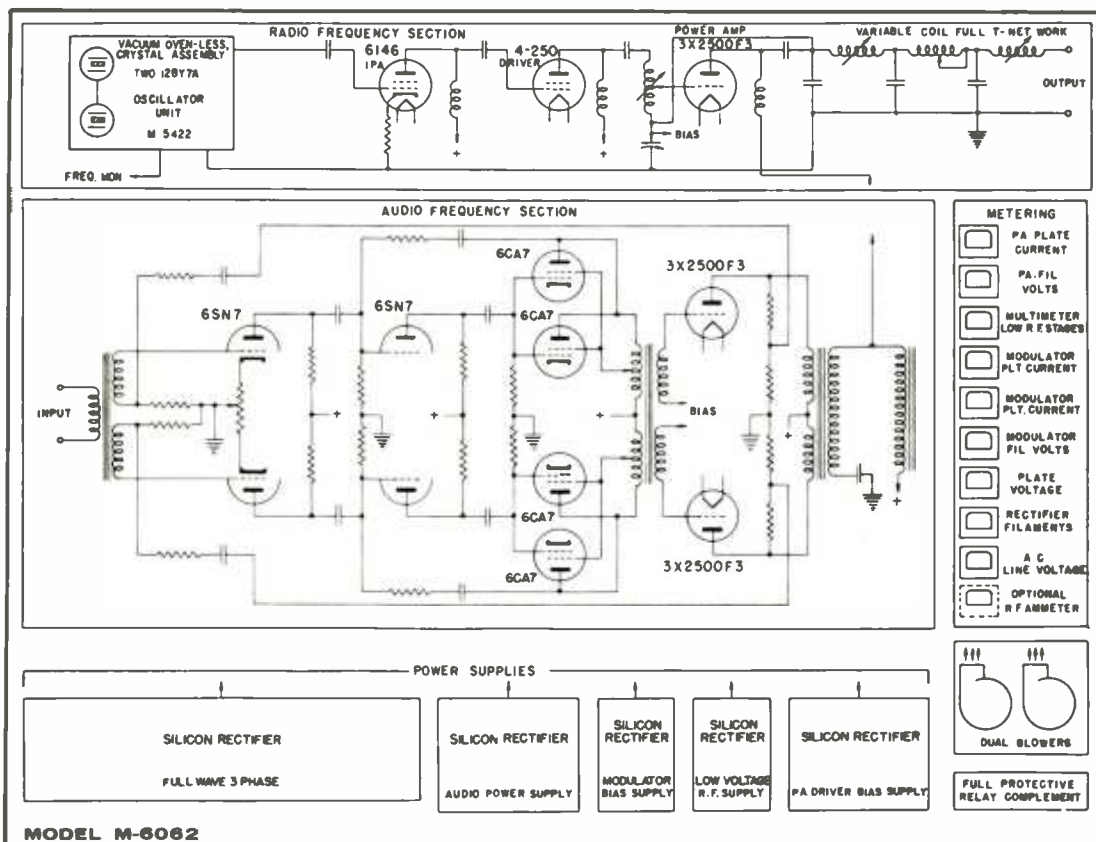 RADIO FREQUENCY SECTION
VACUUM OVEN-LESS,
CRYSTAL ASSEMBLY
TWO 12BY7A
OSCILLATOR
UNIT
M 5422
FREQ. MON
6146
IPA
4-250
DRIVER
POWER AMP
3X2500F3
VARIABLE COIL FULL T-NET WORK
OUTPUT
BIAS
+
+
AUDIO FREQUENCY SECTION
INPUT
6SN7
6SN7
6CA7
6CA7
6CA7
6CA7
3X2500F3
3X2500F3
BIAS
+
+
+
+
+
METERING
PA PLATE
CURRENT
PA. FIL
VOLTS
MULTIMETER
LOW R F STAGES
MODULATOR
PLT CURRENT
MODULATOR
PLT. CURRENT
MODULATOR
FIL VOLTS
PLATE
VOLTAGE
RECTIFIER
FILAMENTS
A C
LINE VOLTAGE
OPTIONAL
R F AMMETER
DUAL BLOWERS
FULL PROTECTIVE
RELAY COMPLEMENT
POWER SUPPLIES
SILICON RECTIFIER
FULL WAVE 3 PHASE
SILICON RECTIFIER
AUDIO POWER SUPPLY
SILICON
RECTIFIER
MODULATOR
BIAS SUPPLY
SILICON
RECTIFIER
LOW VOLTAGE
R.F. SUPPLY
SILICON RECTIFIER
PA DRIVER BIAS SUPPLY
MODEL M-6062